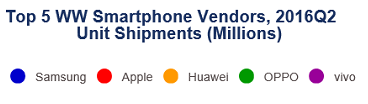 Top 5 WW Smartphone Vendors, 2016Q2
Unit Shipments (Millions)
Samsung Apple Huawei OPPO vivo